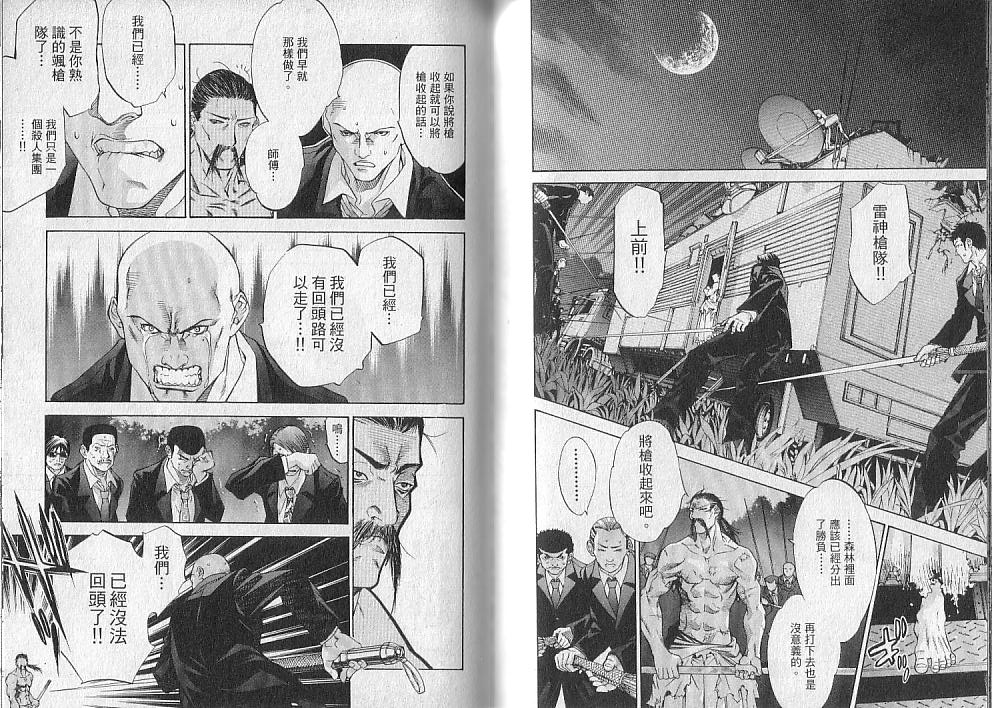 雷神槍隊!!
上前!!
……森林裡面
應該已經分出
了勝負……
再打下去也是
沒意義的。
將槍收起來吧。
…………
如果你說將槍
收起就可以將
槍收起的話…
我們早就
那樣做了。
師傅…
我們已經……
不是你熟
識的颯槍
隊了…
我們只是一
個殺人集團
……!!
我們已經…
我們已經沒
有回頭路可
以走了…!!
嗚……
我們…
已經沒法
回頭了!!